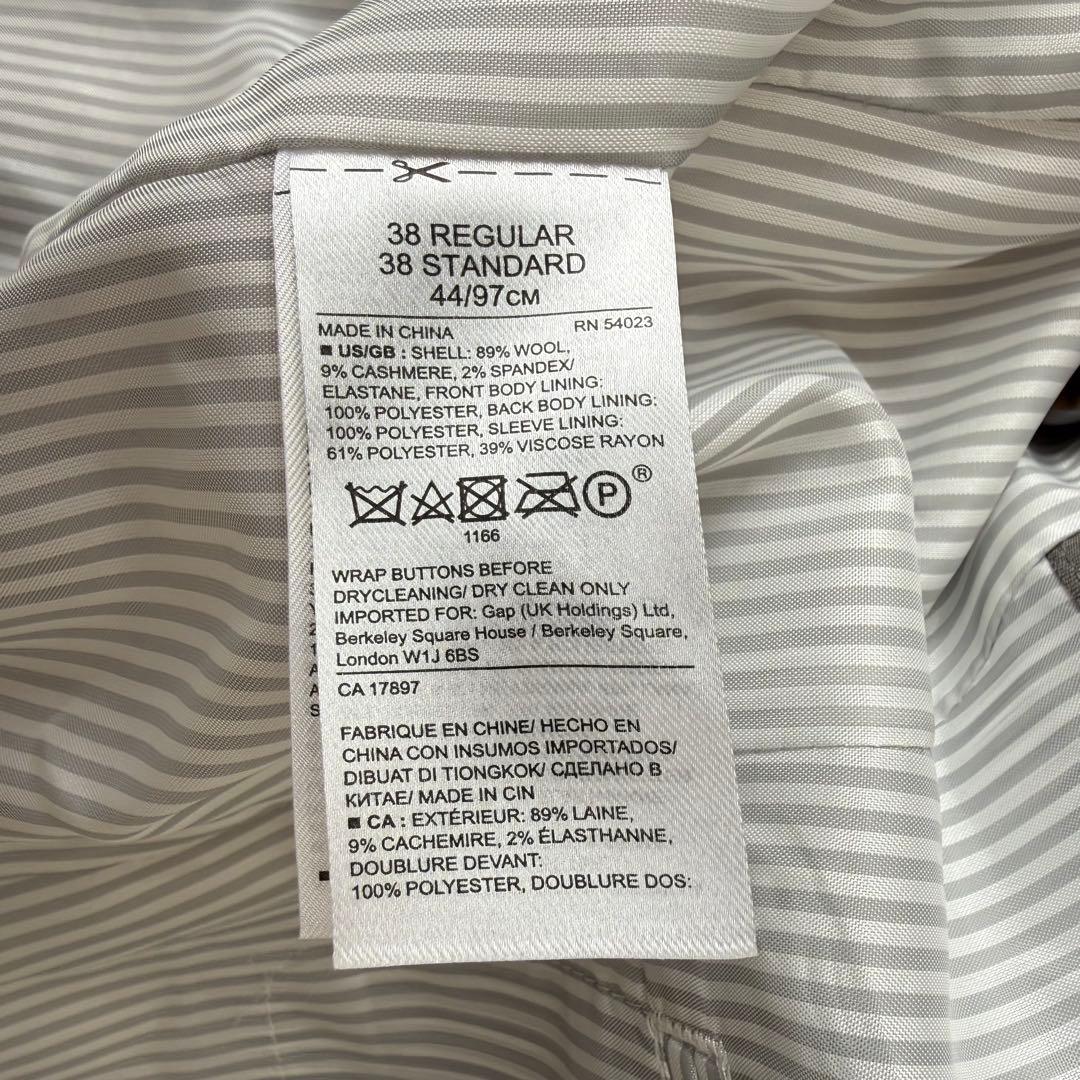 38 REGULAR
38 STANDARD
44/97CM
MADE IN CHINA RN 54023
■ US/GB : SHELL: 89% WOOL,
9% CASHMERE, 2% SPANDEX/
ELASTANE, FRONT BODY LINING:
100% POLYESTER, BACK BODY LINING:
100% POLYESTER, SLEEVE LINING:
61% POLYESTER, 39% VISCOSE RAYON
P ®
1166
WRAP BUTTONS BEFORE
DRYCLEANING/ DRY CLEAN ONLY
IMPORTED FOR: Gap (UK Holdings) Ltd,
Berkeley Square House / Berkeley Square,
London W1J 6BS
CA 17897
FABRIQUE EN CHINE/ HECHO EN
CHINA CON INSUMOS IMPORTADOS/
DIBUAT DI TIONGKOK/ СДЕЛАНО В
КИТАЕ/ MADE IN CIN
■ CA : EXTÉRIEUR: 89% LAINE,
9% CACHEMIRE, 2% ÉLASTHANNE,
DOUBLURE DEVANT:
100% POLYESTER, DOUBLURE DOS: